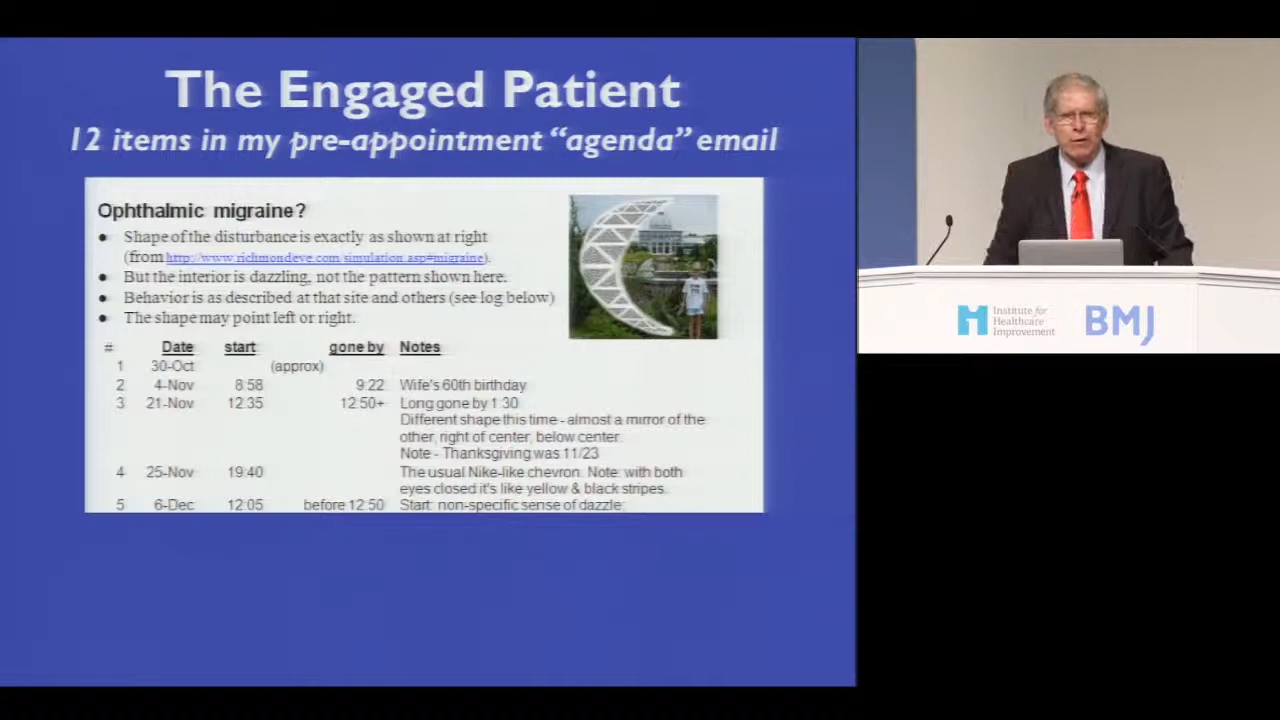 The Engaged Patient
12 items in my pre-appointment “agenda” email
Ophthalmic migraine?
● Shape of the disturbance is exactly as shown at right
(from http://www.richmondeye.com/simulation.asp#migraine).
● But the interior is dazzling, not the pattern shown here.
● Behavior is as described at that site and others (see log below)
● The shape may point left or right.
# Date start gone by Notes
1 30-Oct (approx)
2 4-Nov 8:58 9:22 Wife's 60th birthday
3 21-Nov 12:35 12:50+ Long gone by 1:30
Different shape this time - almost a mirror of the
other, right of center, below center.
Note - Thanksgiving was 11/23
4 25-Nov 19:40 The usual Nike-like chevron. Note: with both
eyes closed it's like yellow & black stripes.
5 6-Dec 12:05 before 12:50 Start: non-specific sense of dazzle;
Institute for
Healthcare
Improvement
BMJ